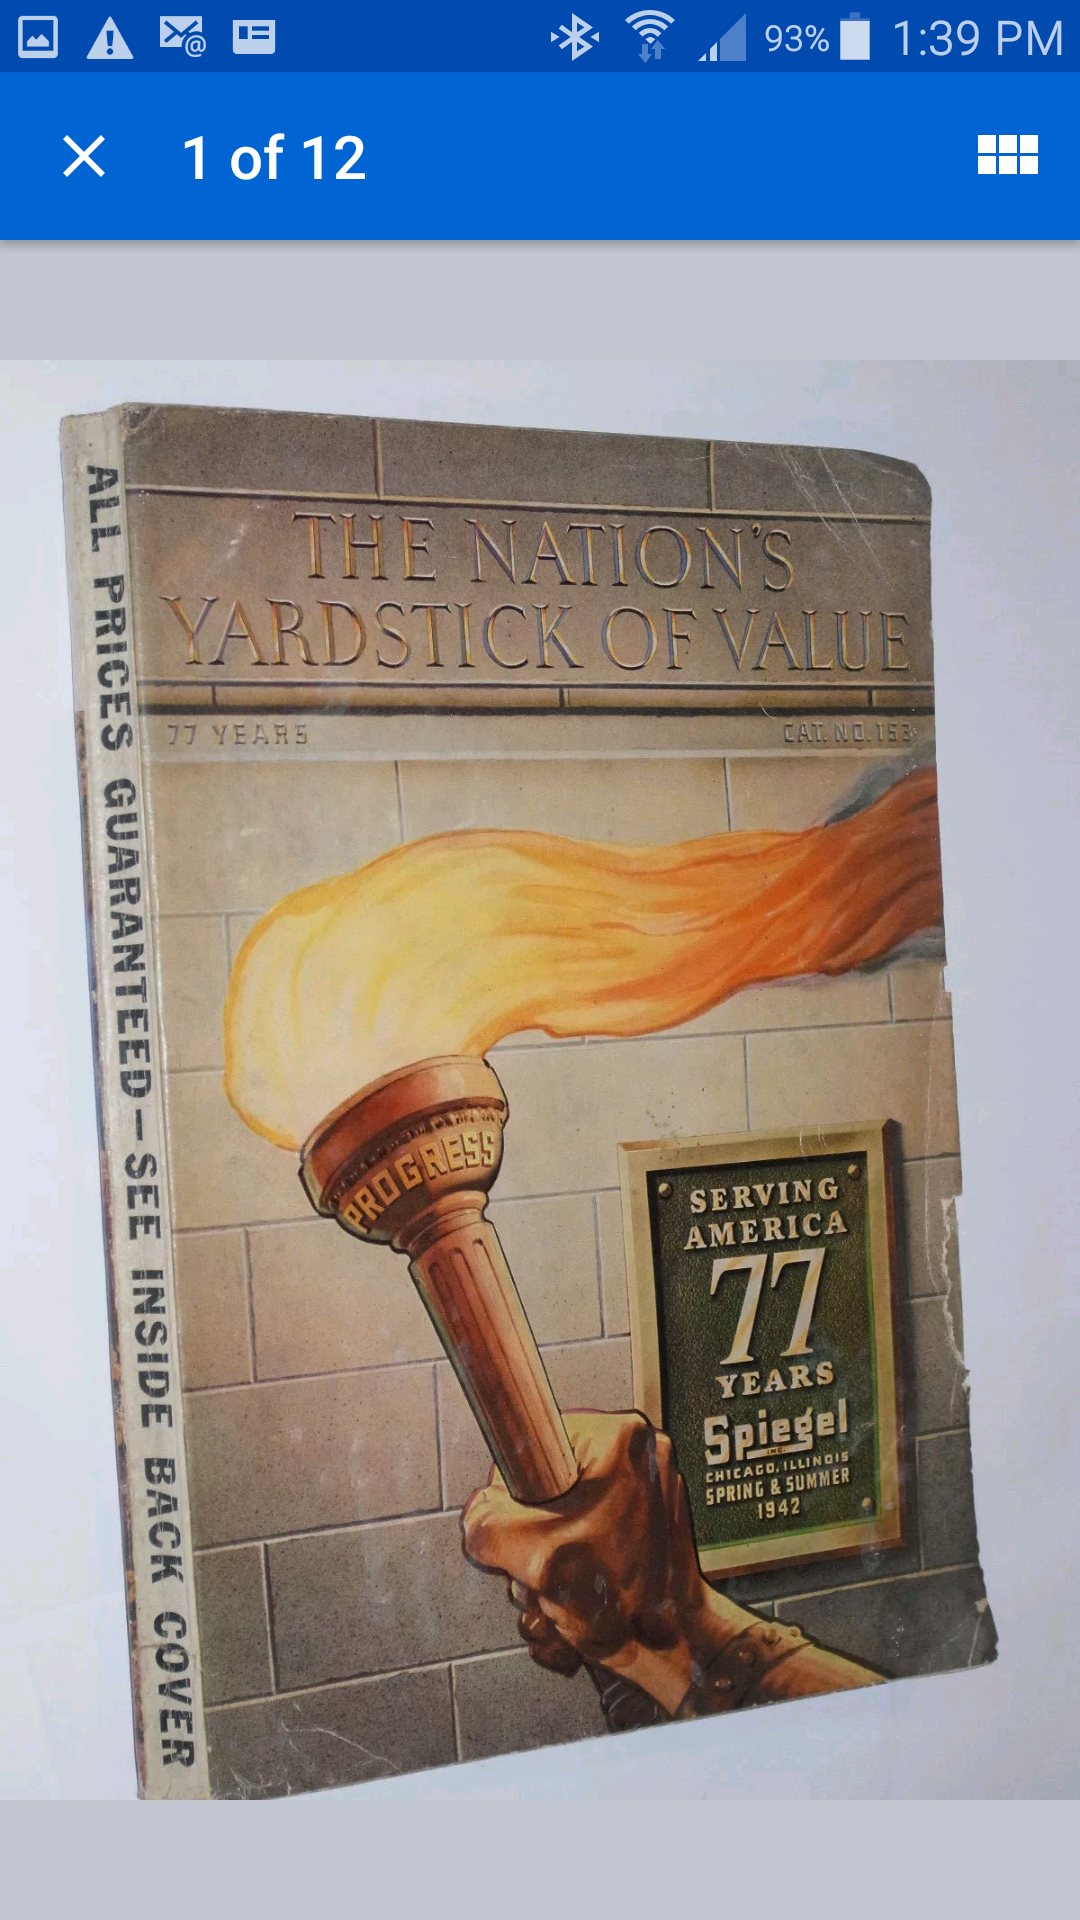 93% 1:39 PM
1 of 12
THE NATION'S
YARDSTICK OF VALUE
77 YEARS
CAT. NO. 153
ALL PRICES GUARANTEED—SEE INSIDE BACK COVER
PROGRESS
SERVING
AMERICA
77
YEARS
Spiegel
INC.
CHICAGO, ILLINOIS
SPRING & SUMMER
1942